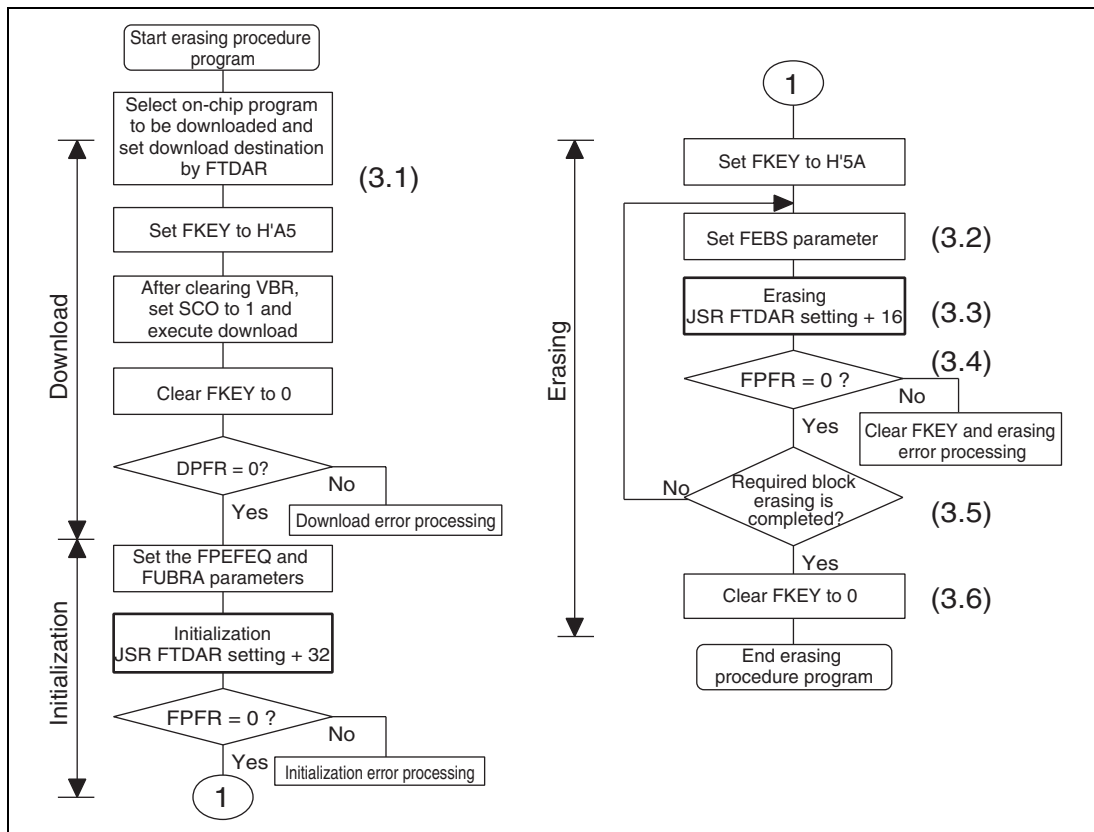 Start erasing procedure
program
Select on-chip program
to be downloaded and
set download destination
by FTDAR
(3.1)
Set FKEY to H'A5
After clearing VBR,
set SCO to 1 and
execute download
Clear FKEY to 0
DPFR = 0?
No
Yes
Download error processing
Download
Set the FPEFEQ and
FUBRA parameters
Initialization
JSR FTDAR setting + 32
FPFR = 0 ?
No
Yes
Initialization error processing
Initialization
1
1
Set FKEY to H'5A
Set FEBS parameter
(3.2)
Erasing
JSR FTDAR setting + 16
(3.3)
(3.4)
FPFR = 0 ?
No
Yes
Clear FKEY and erasing
error processing
Erasing
No
Required block
erasing is
completed?
(3.5)
Yes
Clear FKEY to 0
(3.6)
End erasing
procedure program